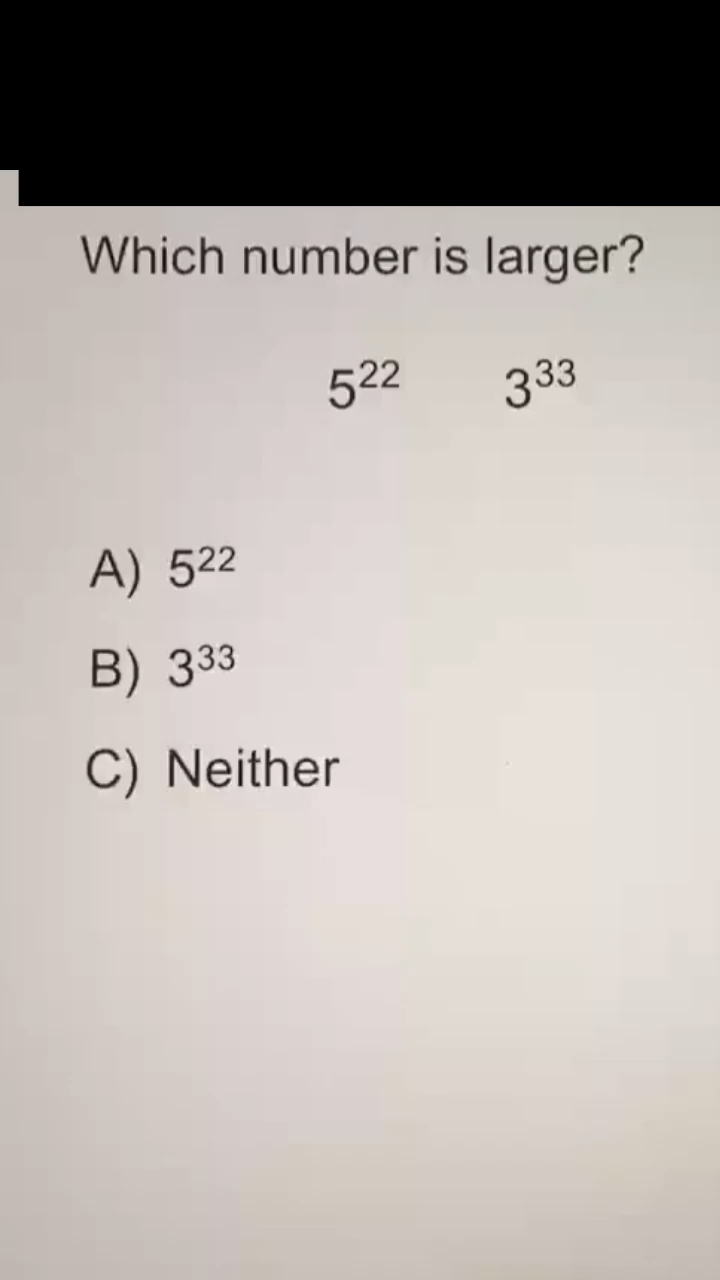 Which number is larger?
5²² 3³³
A) 5²²
B) 3³³
C) Neither